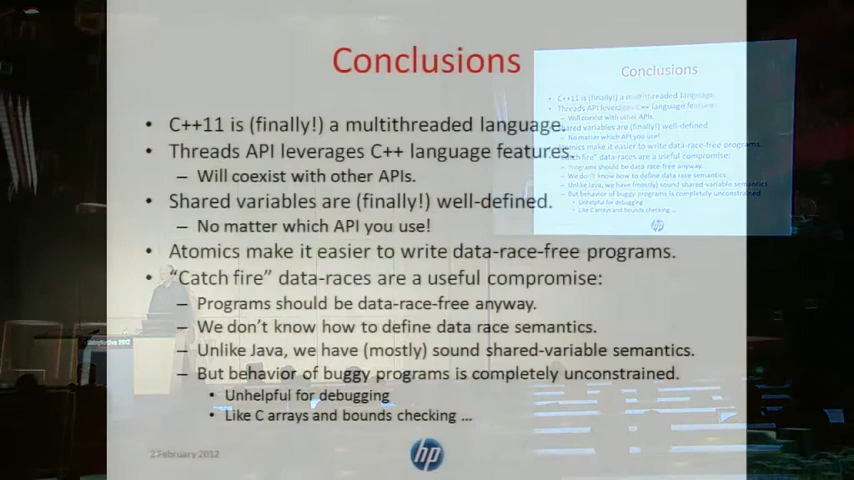 Conclusions
• C++11 is (finally!) a multithreaded language.
• Threads API leverages C++ language features.
– Will coexist with other APIs.
• Shared variables are (finally!) well-defined.
– No matter which API you use!
• Atomics make it easier to write data-race-free programs.
• “Catch fire” data-races are a useful compromise:
– Programs should be data-race-free anyway.
– We don’t know how to define data race semantics.
– Unlike Java, we have (mostly) sound shared-variable semantics.
– But behavior of buggy programs is completely unconstrained.
• Unhelpful for debugging
• Like C arrays and bounds checking ...
2 February 2012
hp
Conclusions
C++11 is (finally!) a multithreaded language.
Threads API leverages C++ language features.
– Will coexist with other APIs.
Shared variables are (finally!) well-defined.
– No matter which API you use!
Atomics make it easier to write data-race-free programs.
“Catch fire” data-races are a useful compromise:
– Programs should be data-race-free anyway.
– We don’t know how to define data race semantics.
– Unlike Java, we have (mostly) sound shared-variable semantics
– But behavior of buggy programs is completely unconstrained
• Unhelpful for debugging
• Like C arrays and bounds checking ...
hp